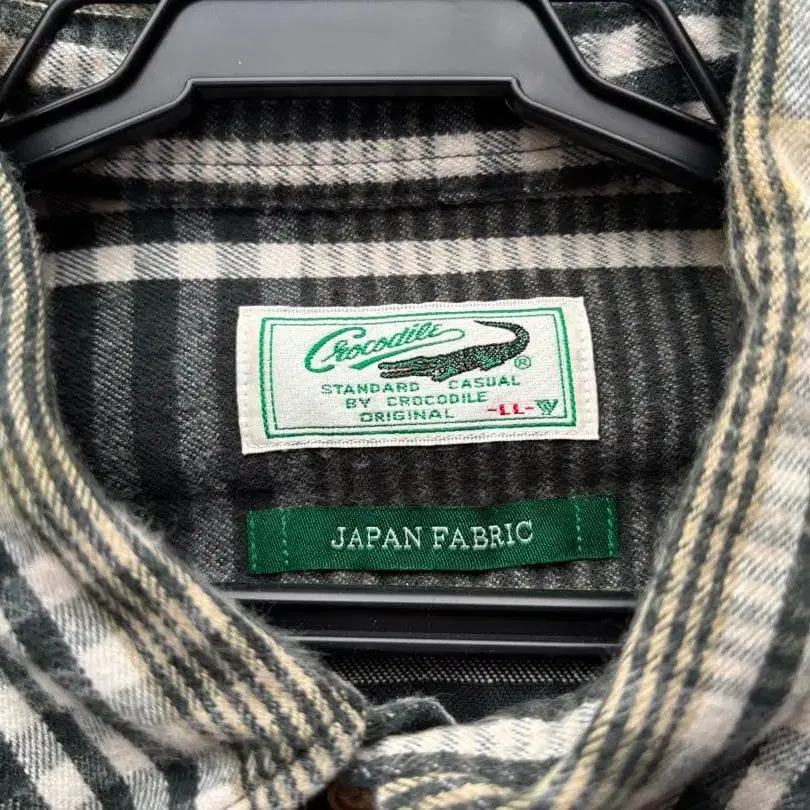 Crocodile
®
STANDARD CASUAL
BY CROCODILE
ORIGINAL -LL-W
JAPAN FABRIC